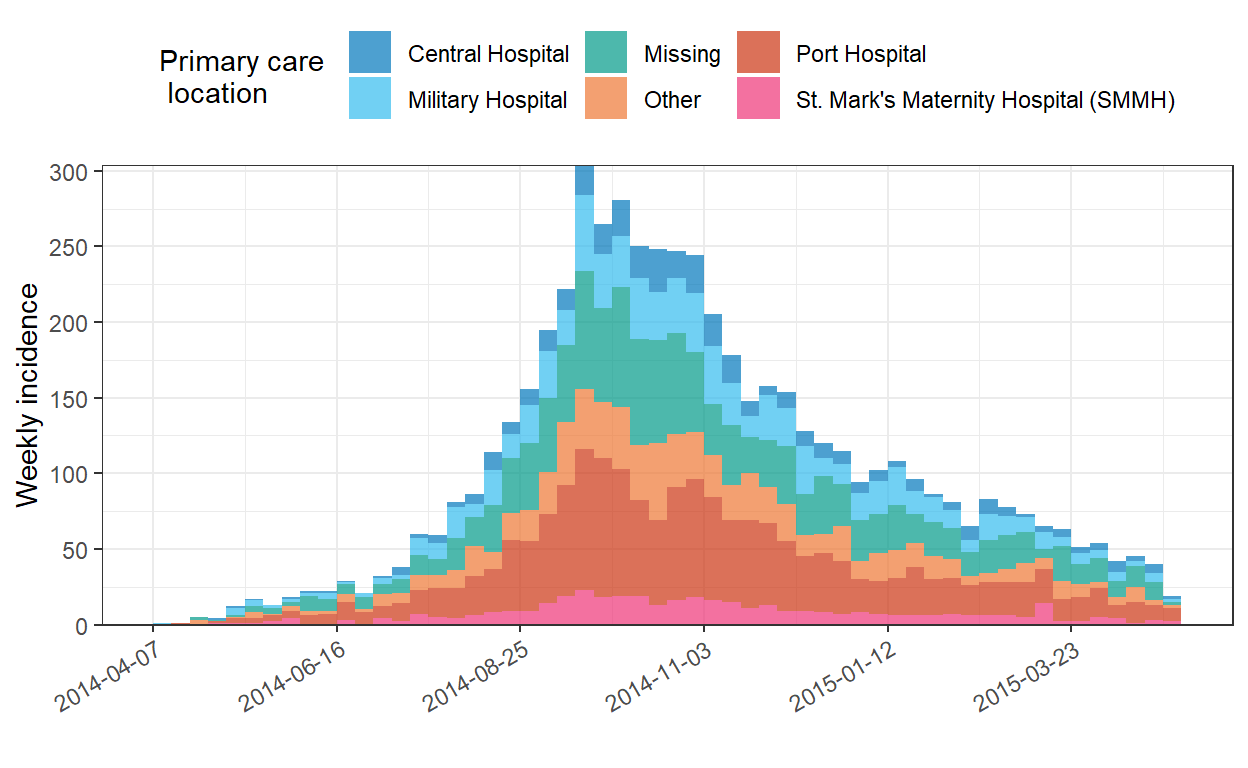 Primary care
location
Central Hospital
Missing
Port Hospital
Military Hospital
Other
St. Mark's Maternity Hospital (SMMH)
Weekly incidence
300
250
200
150
100
50
0
2014-04-07
2014-06-16
2014-08-25
2014-11-03
2015-01-12
2015-03-23